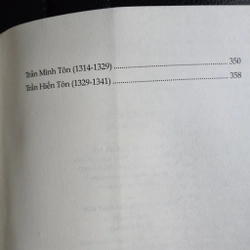 Trần Minh Tôn (1314-1329) ........................................ 350
Trần Hiến Tôn (1329-1341) ........................................ 358